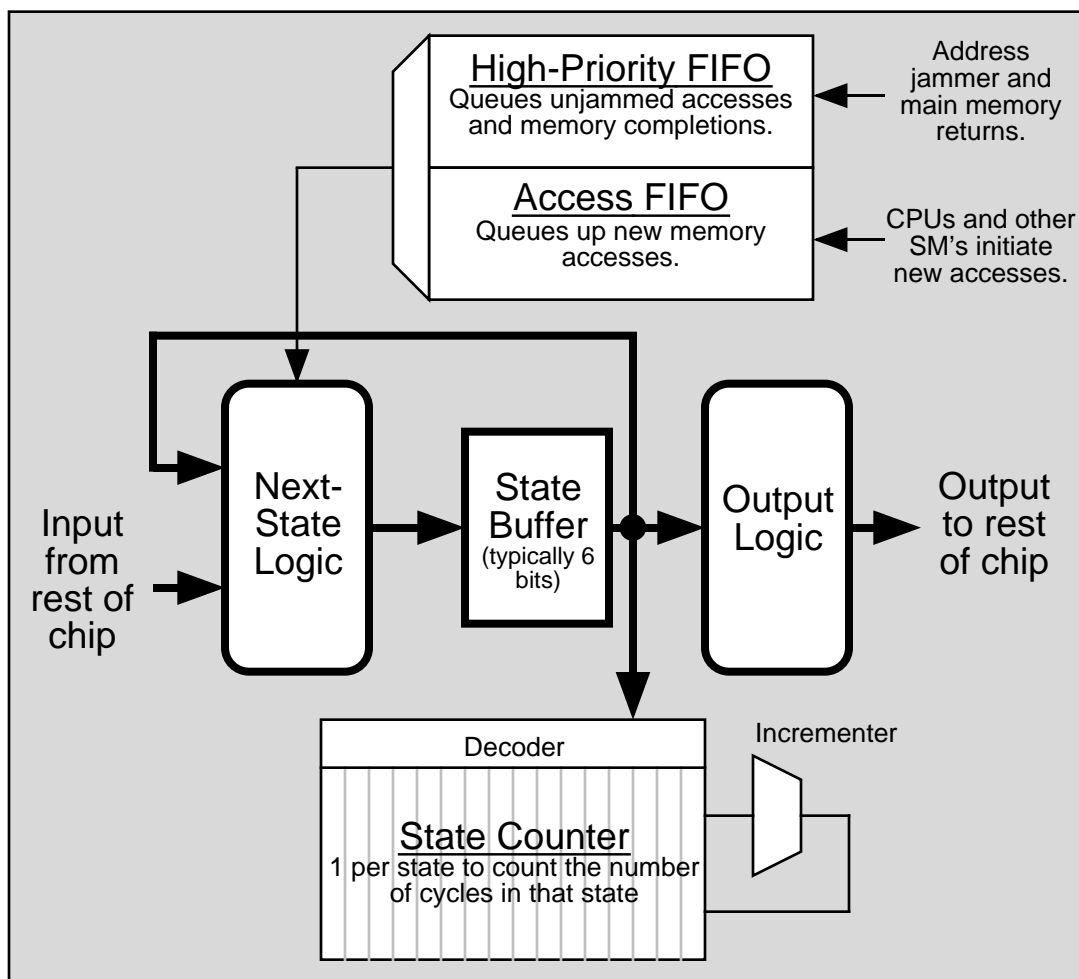 High-Priority FIFO
Queues unjammed accesses
and memory completions.
Address
jammer and
main memory
returns.
Access FIFO
Queues up new memory
accesses.
CPUs and other
SM's initiate
new accesses.
Input
from
rest of
chip
Next-
State
Logic
State
Buffer
(typically 6
bits)
Output
Logic
Output
to rest
of chip
Decoder
Incrementer
State Counter
1 per state to count the number
of cycles in that state